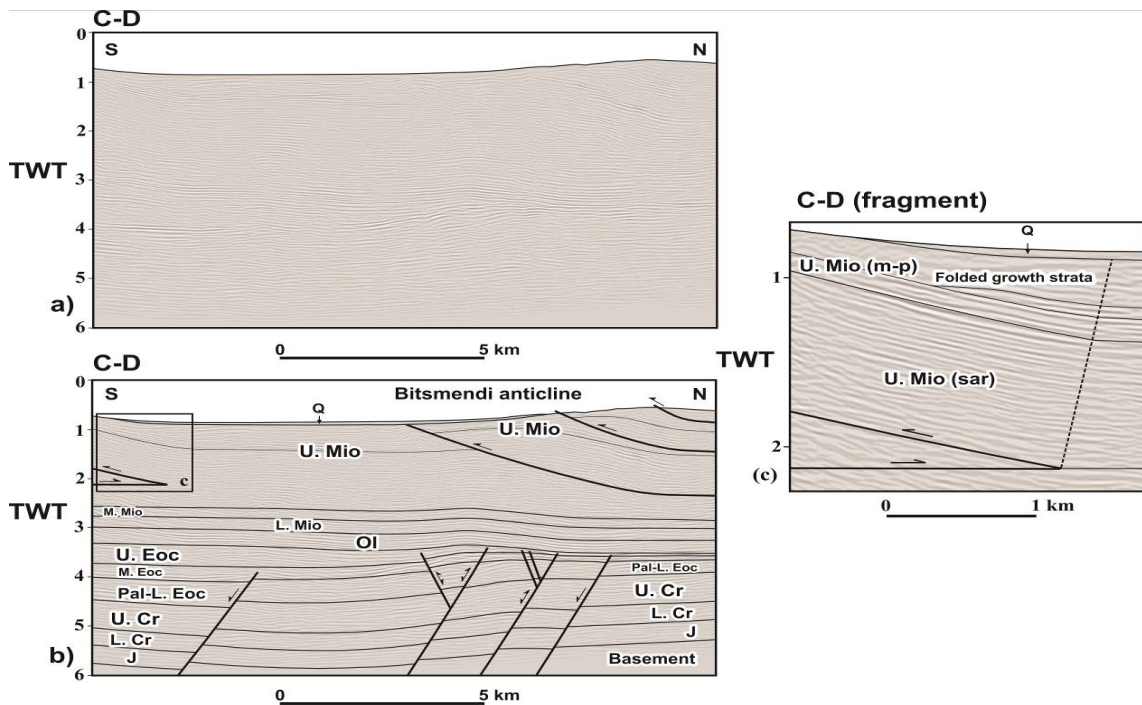 C-D
S N
0
1
2
TWT 3
4
5
a)
6
0 5 km
C-D
S Bitsmendi anticline N
0
Q
1
U. Mio
U. Mio
c
2
TWT
M. Mio
3
L. Mio
Ol
U. Eoc
4
M. Eoc
Pal-L. Eoc
Pal-L. Eoc
U. Cr
U. Cr
5
L. Cr
L. Cr
J
J
b)
Basement
6
0 5 km
C-D (fragment)
Q
U. Mio (m-p)
1
Folded growth strata
TWT
U. Mio (sar)
2
(c)
0 1 km